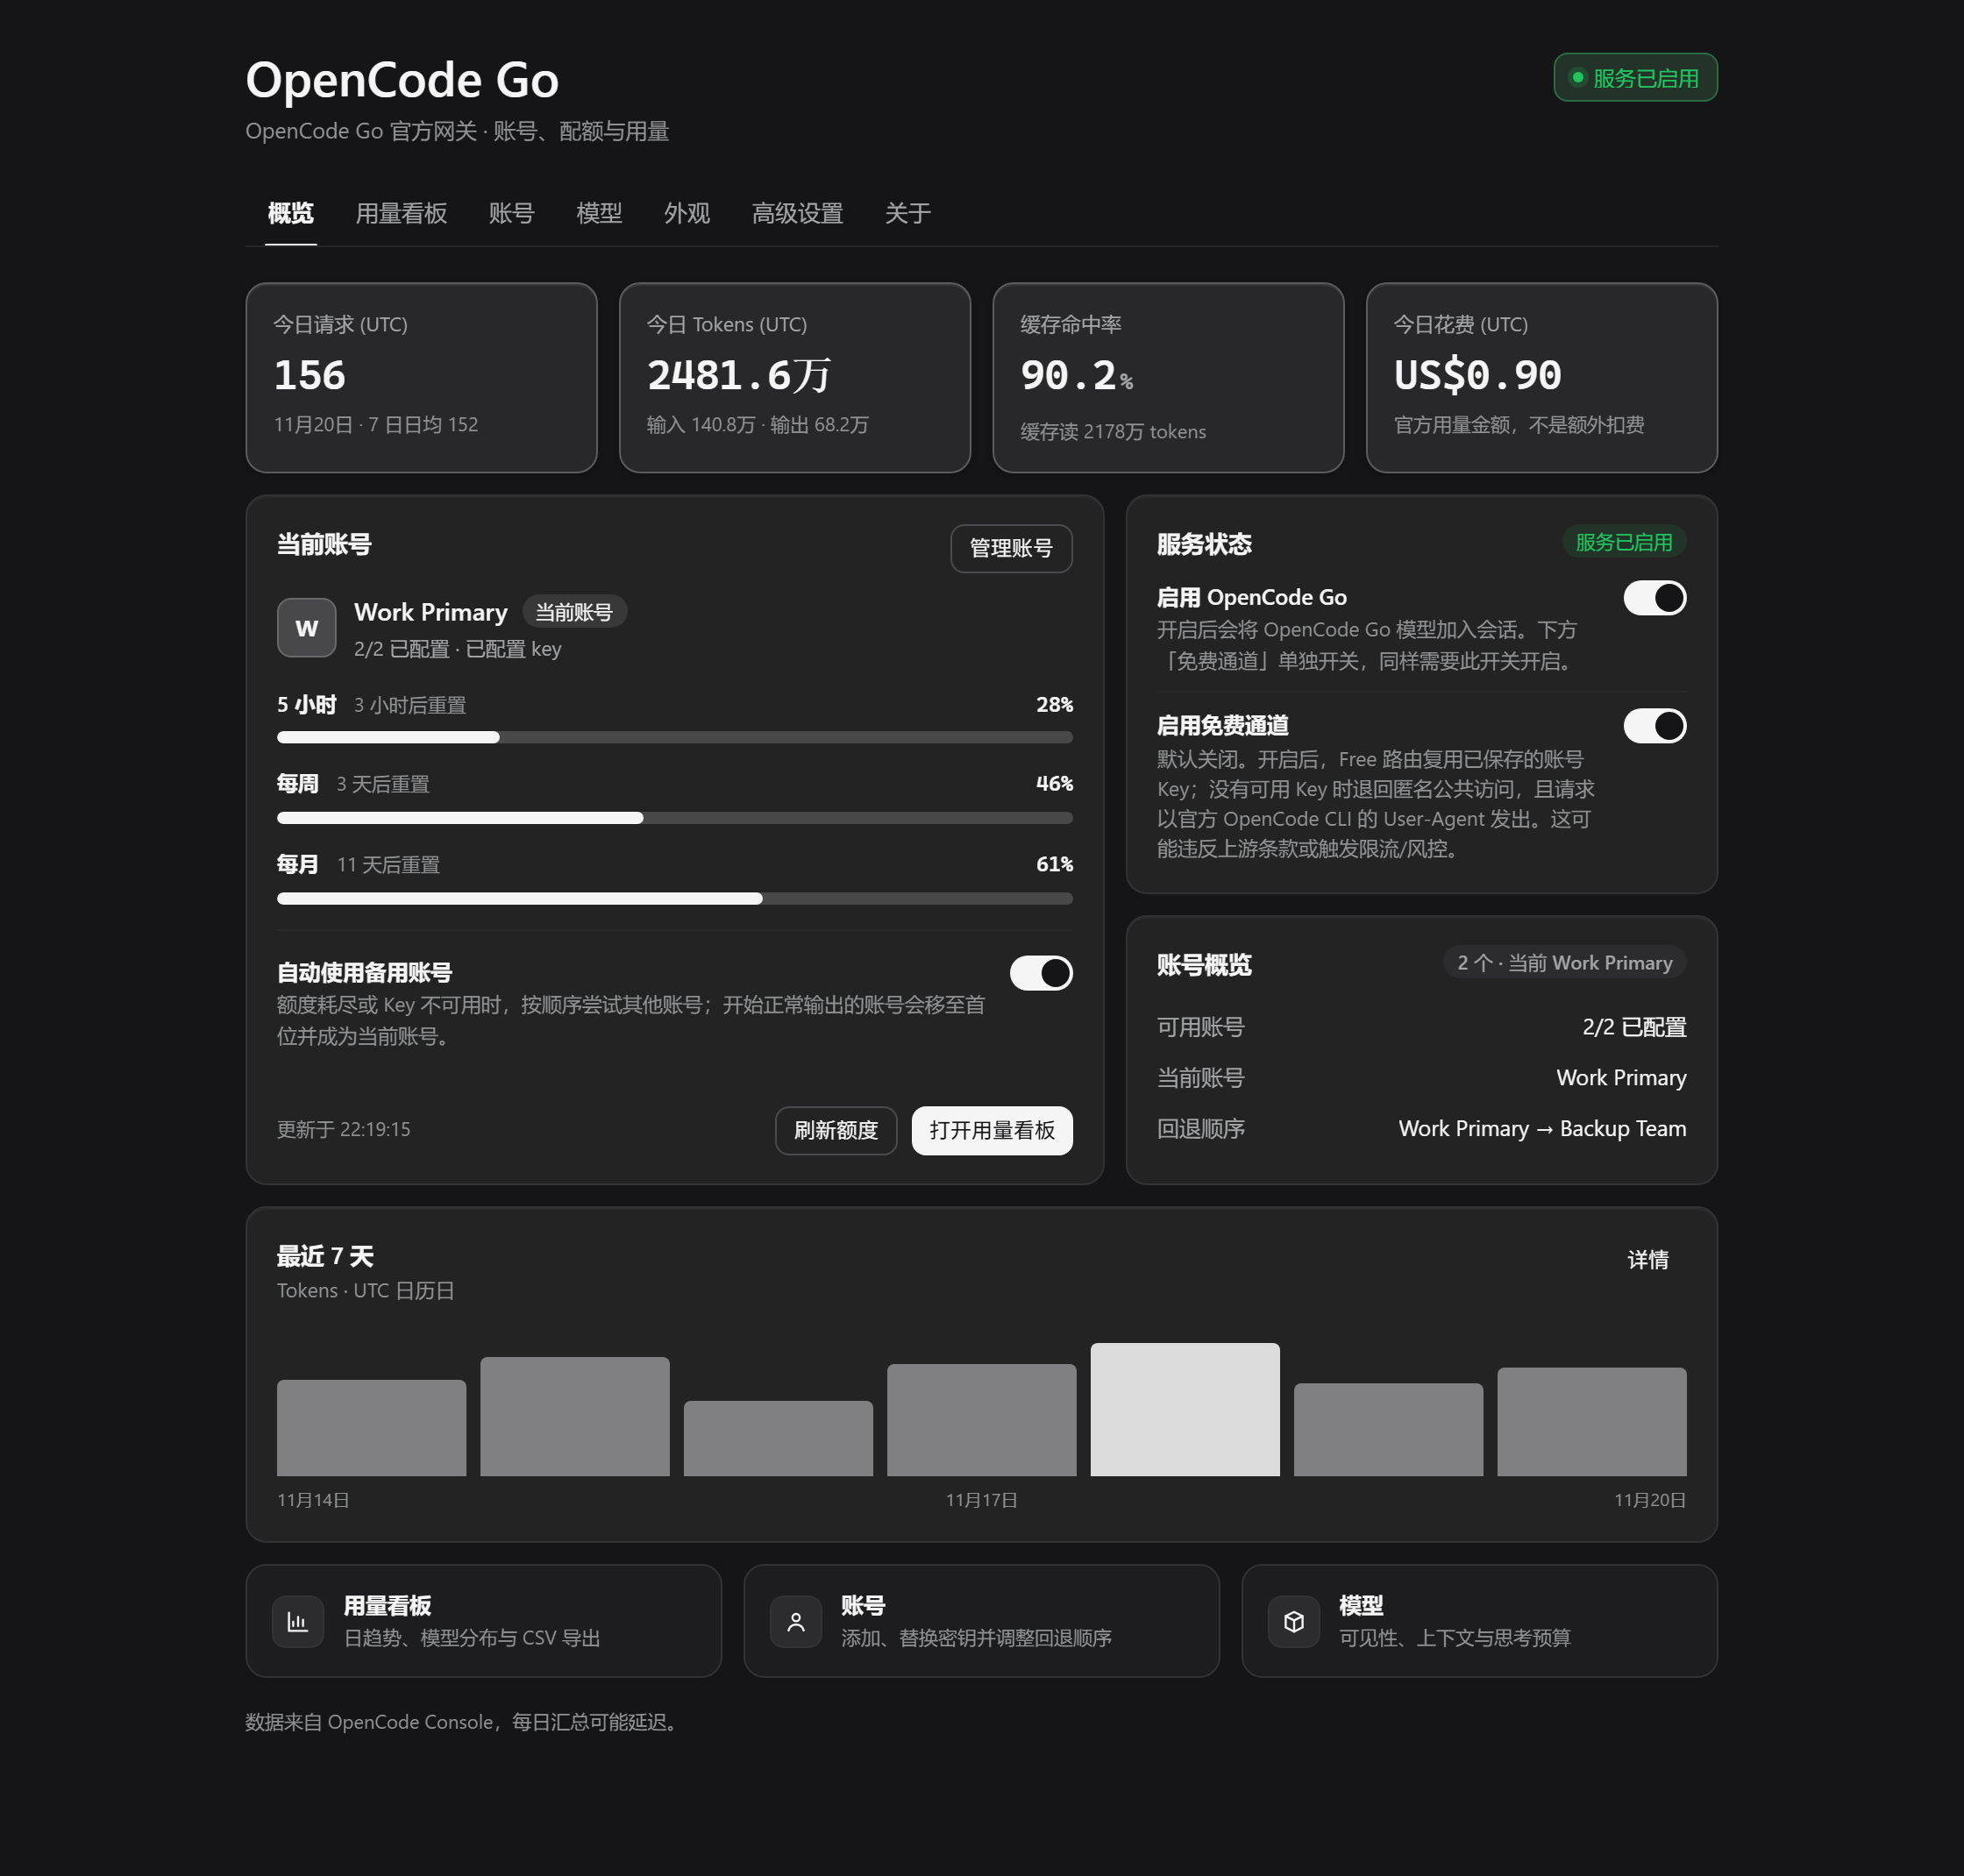 OpenCode Go
服务已启用
OpenCode Go 官方网关 · 账号、配额与用量
概览
用量看板
账号
模型
外观
高级设置
关于
今日请求 (UTC)
156
11月20日 · 7 日日均 152
今日 Tokens (UTC)
2481.6万
输入 140.8万 · 输出 68.2万
缓存命中率
90.2%
缓存读 2178万 tokens
今日花费 (UTC)
US$0.90
官方用量金额，不是额外扣费
当前账号
管理账号
W
Work Primary
当前账号
2/2 已配置 · 已配置 key
5 小时 3 小时后重置
28%
每周 3 天后重置
46%
每月 11 天后重置
61%
自动使用备用账号
额度耗尽或 Key 不可用时，按顺序尝试其他账号；开始正常输出的账号会移至首
位并成为当前账号。
更新于 22:19:15
刷新额度
打开用量看板
服务状态
服务已启用
启用 OpenCode Go
开启后会将 OpenCode Go 模型加入会话。下方
「免费通道」单独开关，同样需要此开关开启。
启用免费通道
默认关闭。开启后，Free 路由复用已保存的账号
Key；没有可用 Key 时退回匿名公共访问，且请求
以官方 OpenCode CLI 的 User-Agent 发出。这可
能违反上游条款或触发限流/风控。
账号概览
2 个 · 当前 Work Primary
可用账号
2/2 已配置
当前账号
Work Primary
回退顺序
Work Primary → Backup Team
最近 7 天
详情
Tokens · UTC 日历日
11月14日
11月17日
11月20日
用量看板
日趋势、模型分布与 CSV 导出
账号
添加、替换密钥并调整回退顺序
模型
可见性、上下文与思考预算
数据来自 OpenCode Console，每日汇总可能延迟。